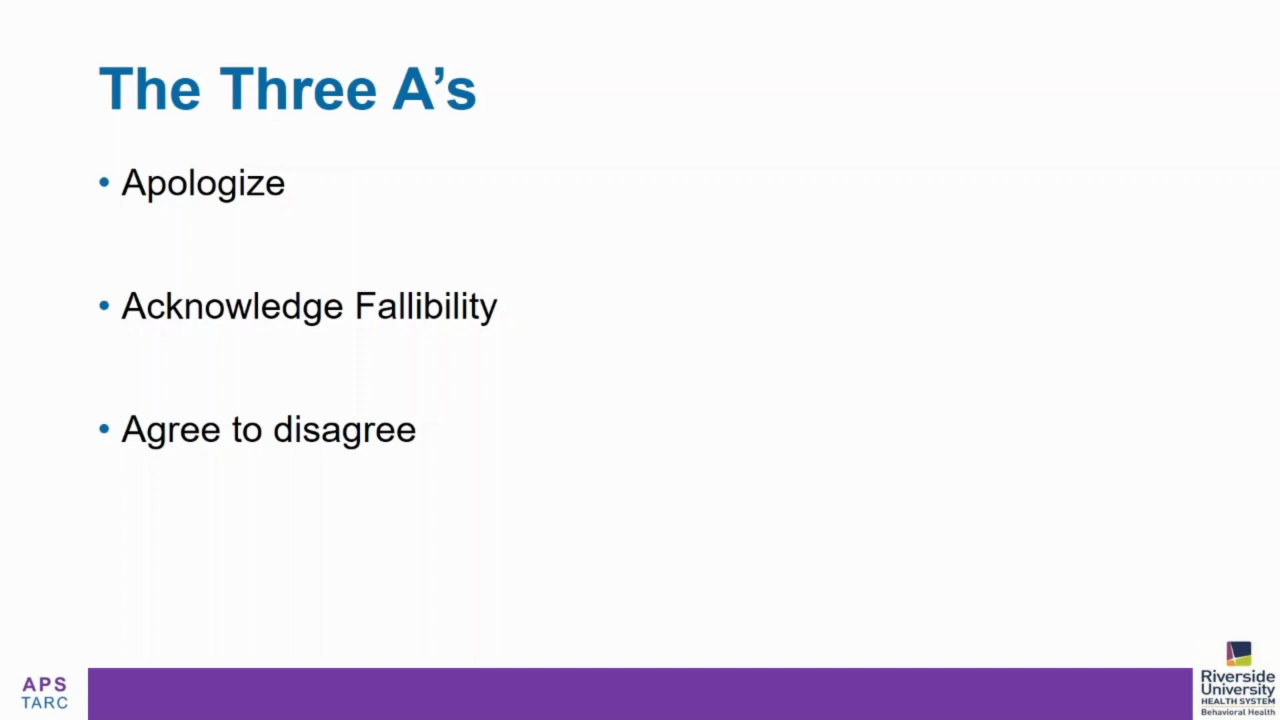 The Three A’s
• Apologize
• Acknowledge Fallibility
• Agree to disagree
APS
TARC
Riverside
University
HEALTH SYSTEM
Behavioral Health